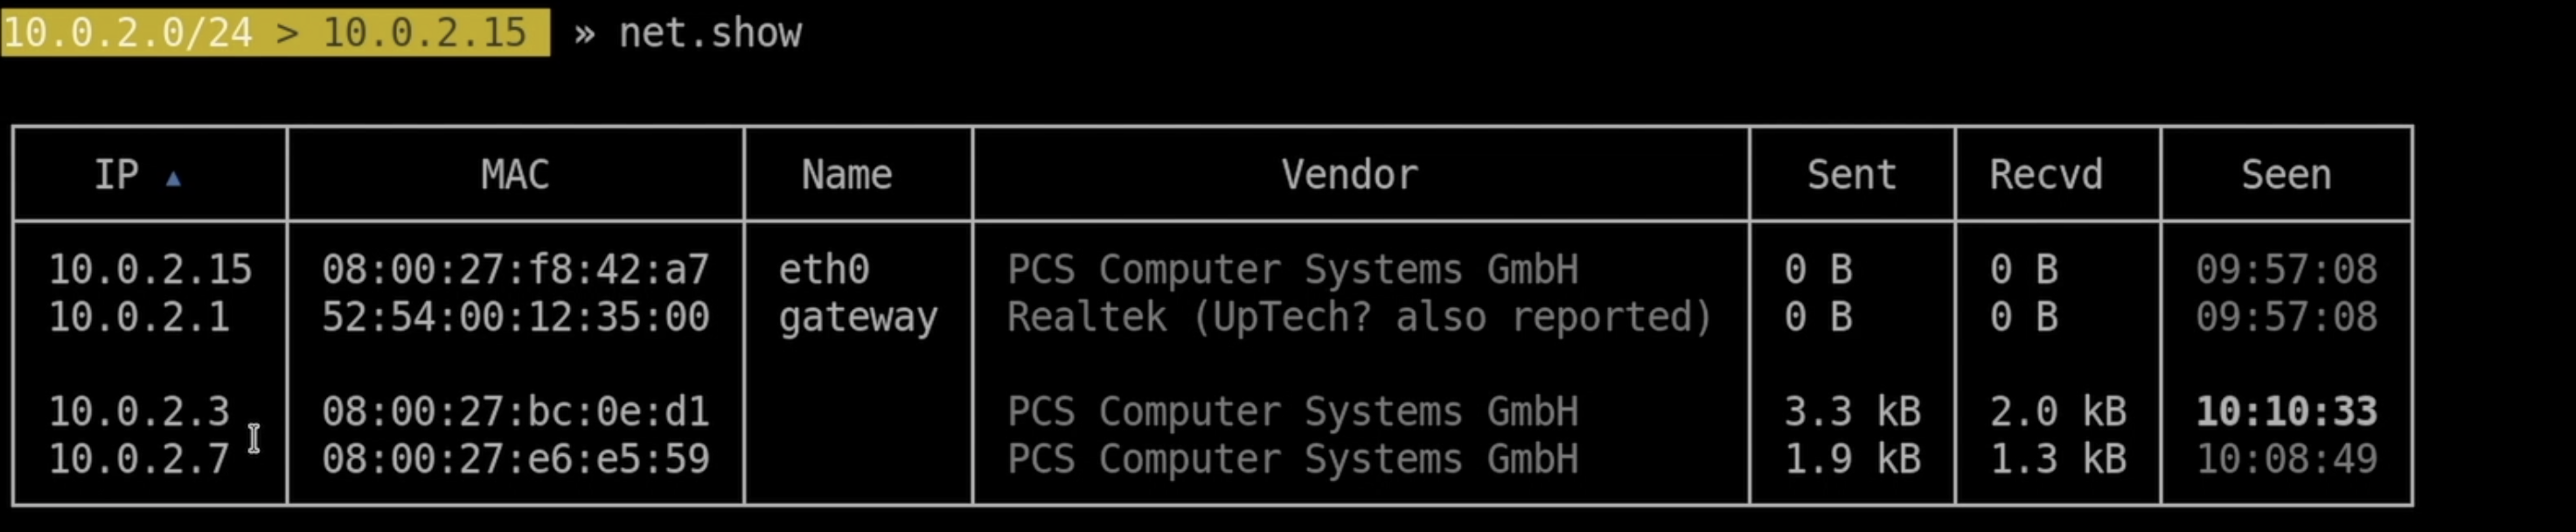 10.0.2.0/24 > 10.0.2.15 » net.show
IP ▲ MAC Name Vendor Sent Recvd Seen
10.0.2.15 08:00:27:f8:42:a7 eth0 PCS Computer Systems GmbH 0 B 0 B 09:57:08
10.0.2.1 52:54:00:12:35:00 gateway Realtek (UpTech? also reported) 0 B 0 B 09:57:08
10.0.2.3 08:00:27:bc:0e:d1 PCS Computer Systems GmbH 3.3 kB 2.0 kB 10:10:33
10.0.2.7 08:00:27:e6:e5:59 PCS Computer Systems GmbH 1.9 kB 1.3 kB 10:08:49